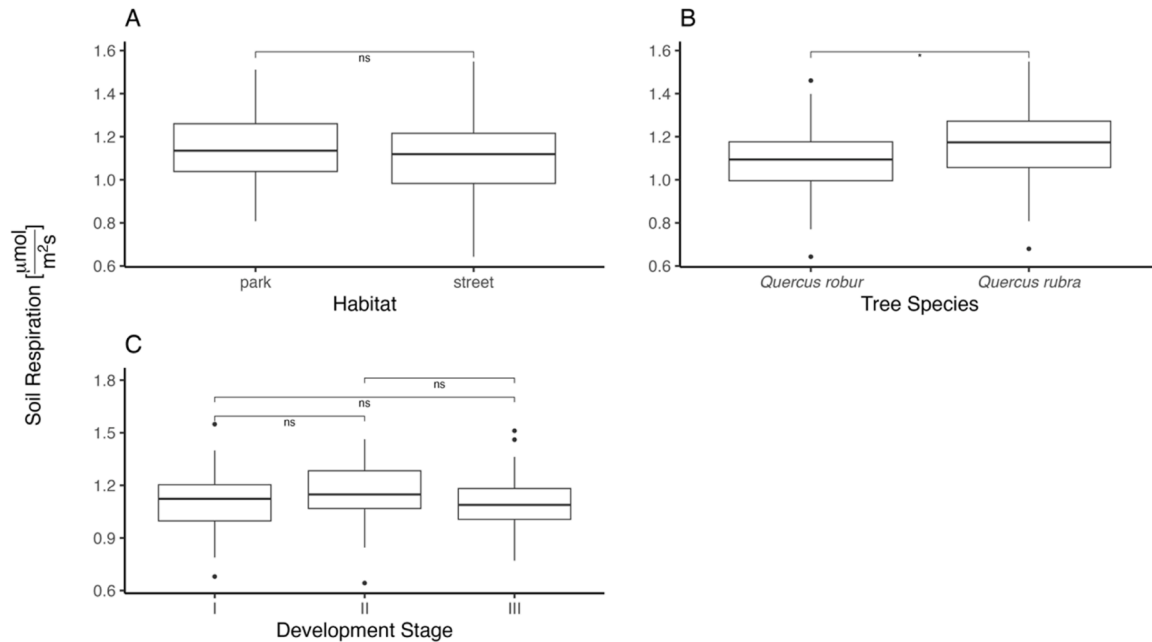 A
1.6
1.4
1.2
1.0
0.8
0.6
ns
park
street
Habitat
B
1.6
1.4
1.2
1.0
0.8
0.6
*
Quercus robur
Quercus rubra
Tree Species
Soil Respiration [μmol/m²s]
C
1.8
1.5
1.2
0.9
0.6
ns
ns
ns
I
II
III
Development Stage